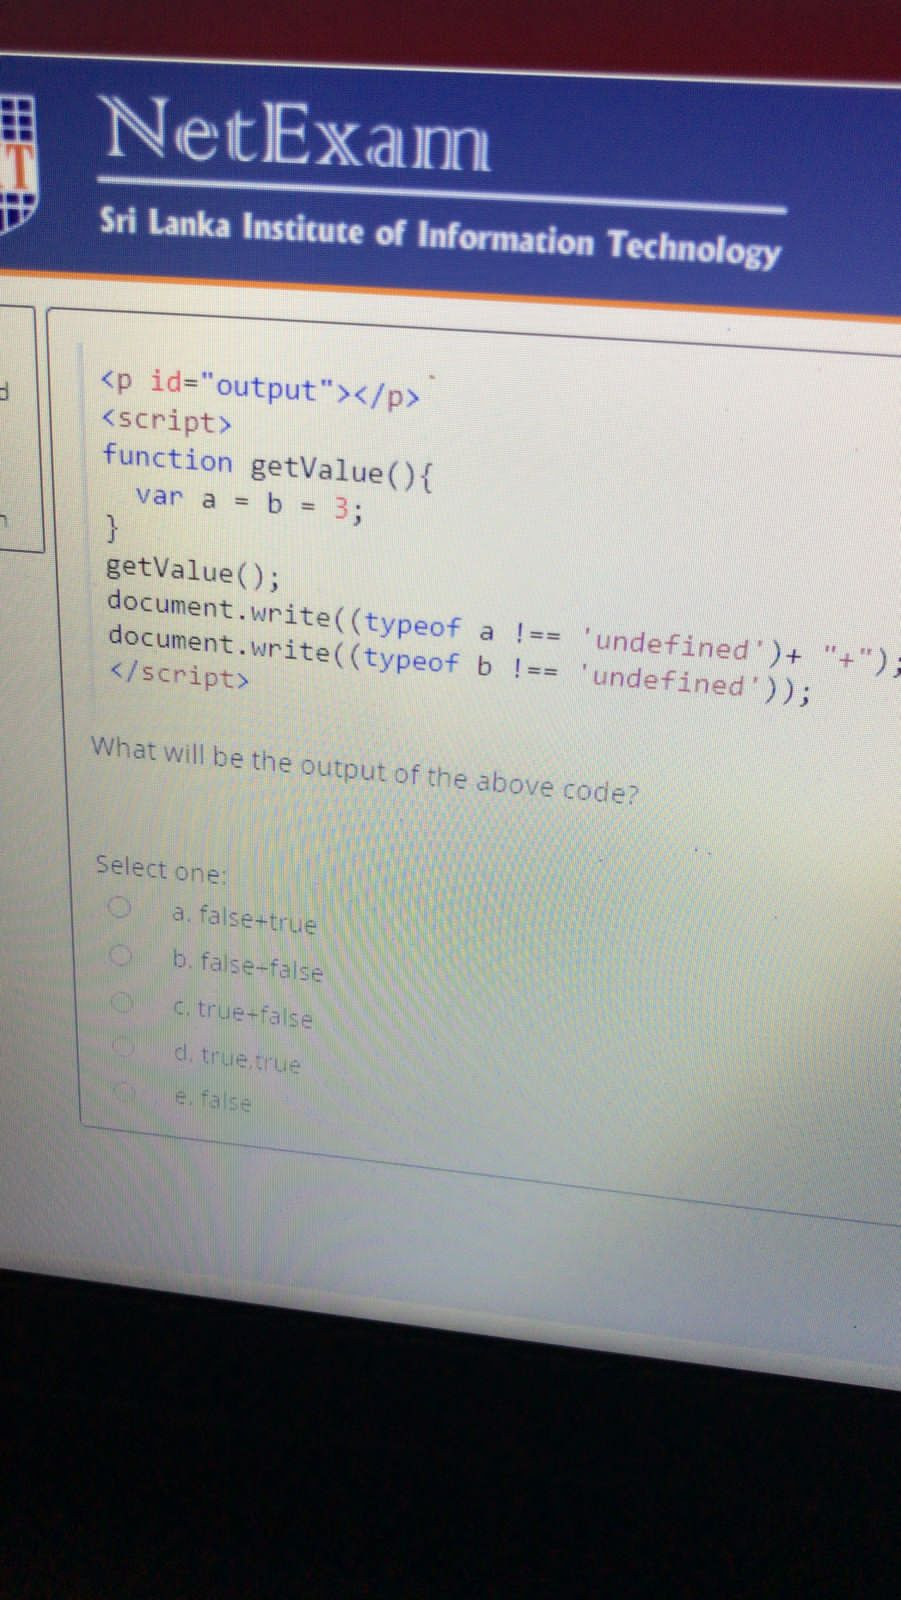 NetExam
Sri Lanka Institute of Information Technology
<p id="output"></p>
<script>
function getValue(){
  var a = b = 3;
}
getValue();
document.write((typeof a !== 'undefined')+ "+");
document.write((typeof b !== 'undefined'));
</script>
What will be the output of the above code?
Select one:
a. false+true
b. false+false
c. true+false
d. true,true
e. false